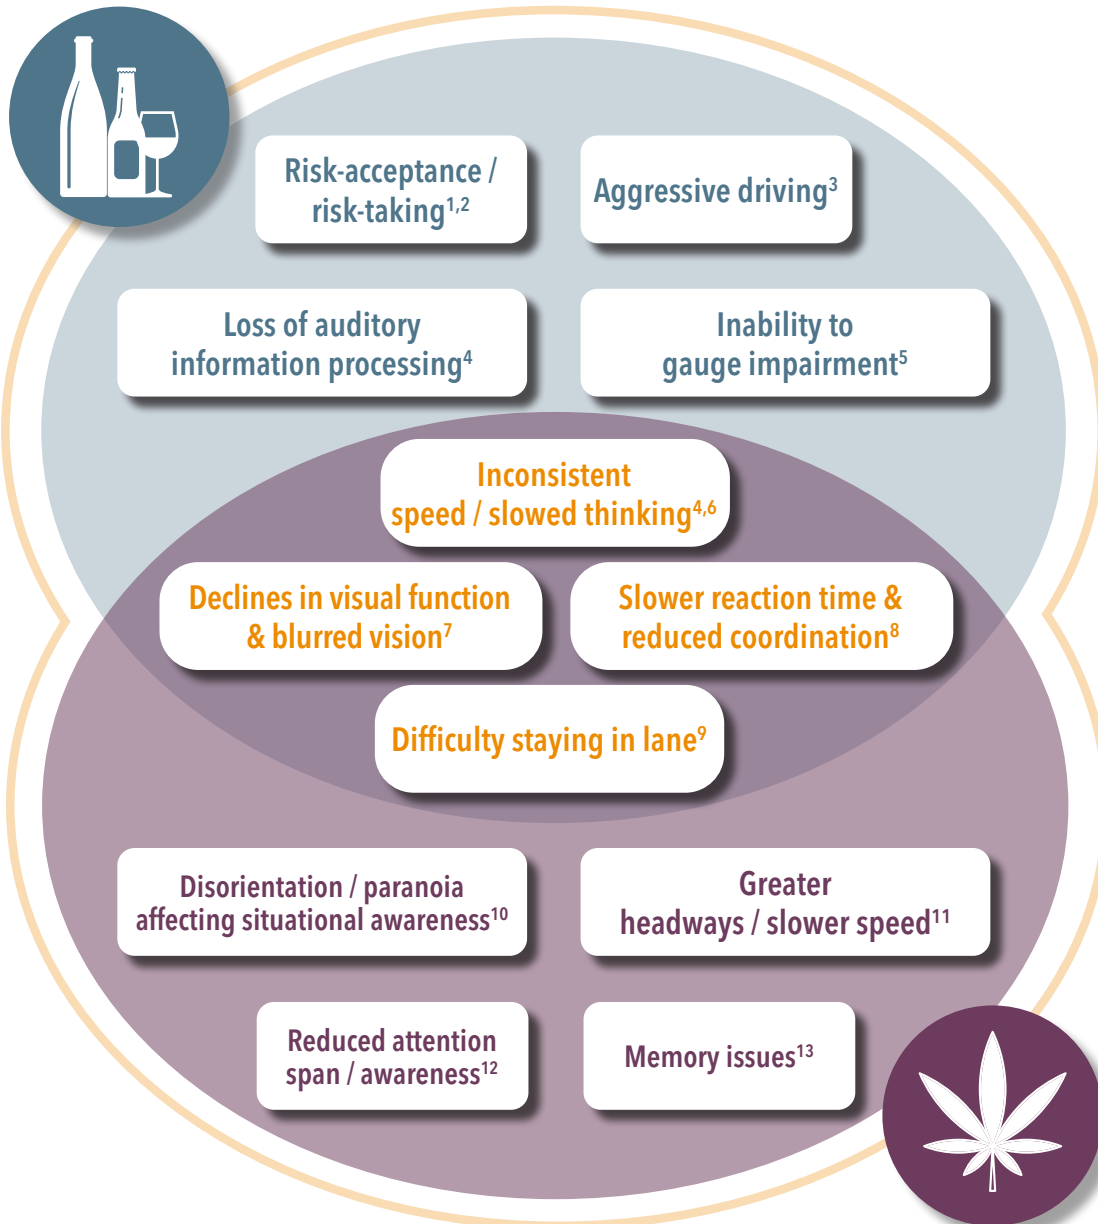 Risk-acceptance /
risk-taking1,2
Aggressive driving3
Loss of auditory
information processing4
Inability to
gauge impairment5
Inconsistent
speed / slowed thinking4,6
Declines in visual function
& blurred vision7
Slower reaction time &
reduced coordination8
Difficulty staying in lane9
Disorientation / paranoia
affecting situational awareness10
Greater
headways / slower speed11
Reduced attention
span / awareness12
Memory issues13